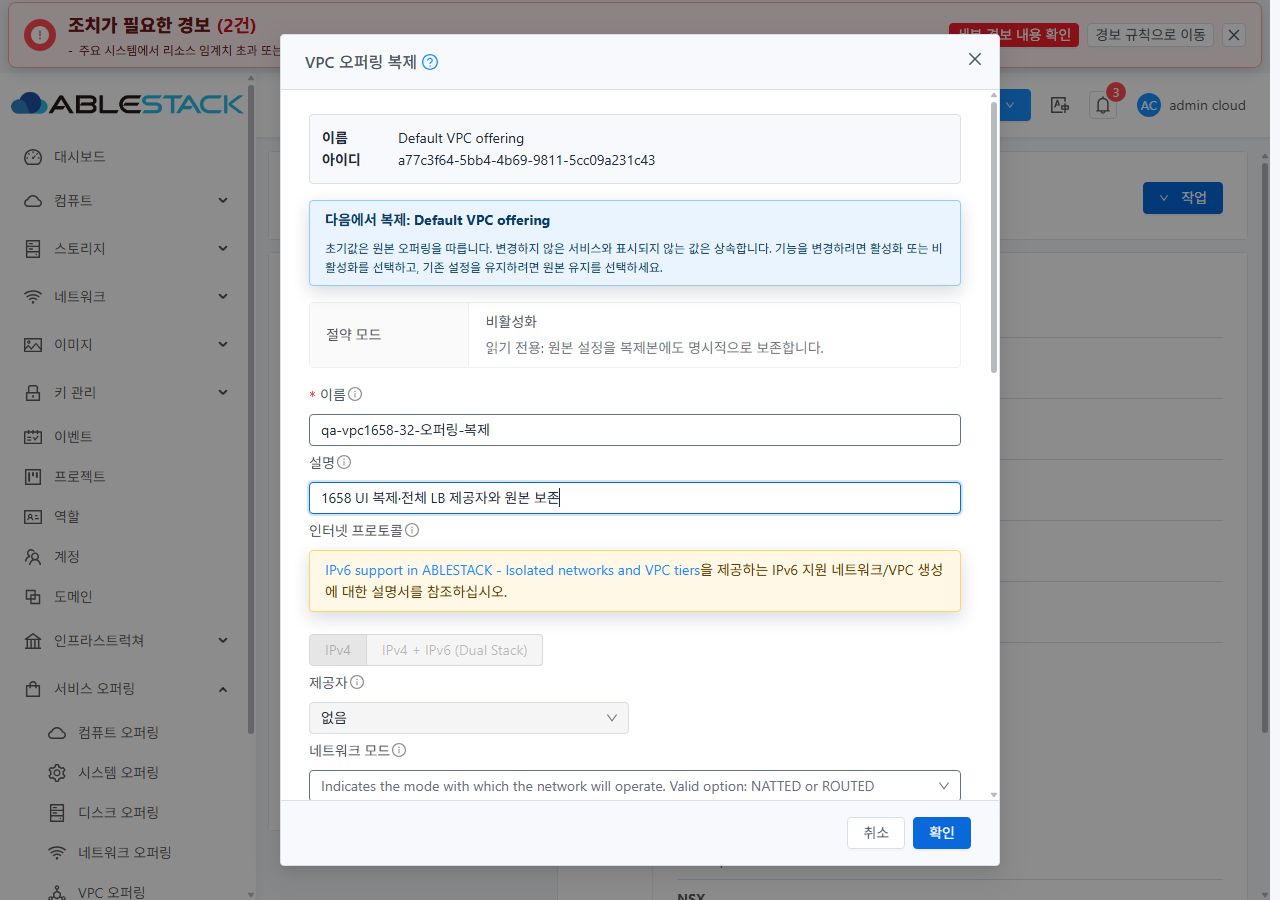 조치가 필요한 경보 (2건)
- 주요 시스템에서 리소스 임계치 초과 또는
경보 내용 확인
경보 규칙으로 이동
ABLESTACK
3
AC
admin cloud
대시보드
컴퓨트
스토리지
네트워크
이미지
키 관리
이벤트
프로젝트
역할
계정
도메인
인프라스트럭쳐
서비스 오퍼링
컴퓨트 오퍼링
시스템 오퍼링
디스크 오퍼링
네트워크 오퍼링
VPC 오퍼링
작업
VPC 오퍼링 복제
이름 Default VPC offering
아이디 a77c3f64-5bb4-4b69-9811-5cc09a231c43
다음에서 복제: Default VPC offering
초기값은 원본 오퍼링을 따릅니다. 변경하지 않은 서비스와 표시되지 않는 값은 상속합니다. 기능을 변경하려면 활성화 또는 비
활성화를 선택하고, 기존 설정을 유지하려면 원본 유지를 선택하세요.
절약 모드
비활성화
읽기 전용: 원본 설정을 복제본에도 명시적으로 보존합니다.
* 이름
qa-vpc1658-32-오퍼링-복제
설명
1658 UI 복제·전체 LB 제공자와 원본 보존
인터넷 프로토콜
IPv6 support in ABLESTACK - Isolated networks and VPC tiers을 제공하는 IPv6 지원 네트워크/VPC 생성
에 대한 설명서를 참조하십시오.
IPv4
IPv4 + IPv6 (Dual Stack)
제공자
없음
네트워크 모드
Indicates the mode with which the network will operate. Valid option: NATTED or ROUTED
취소
확인
NSX